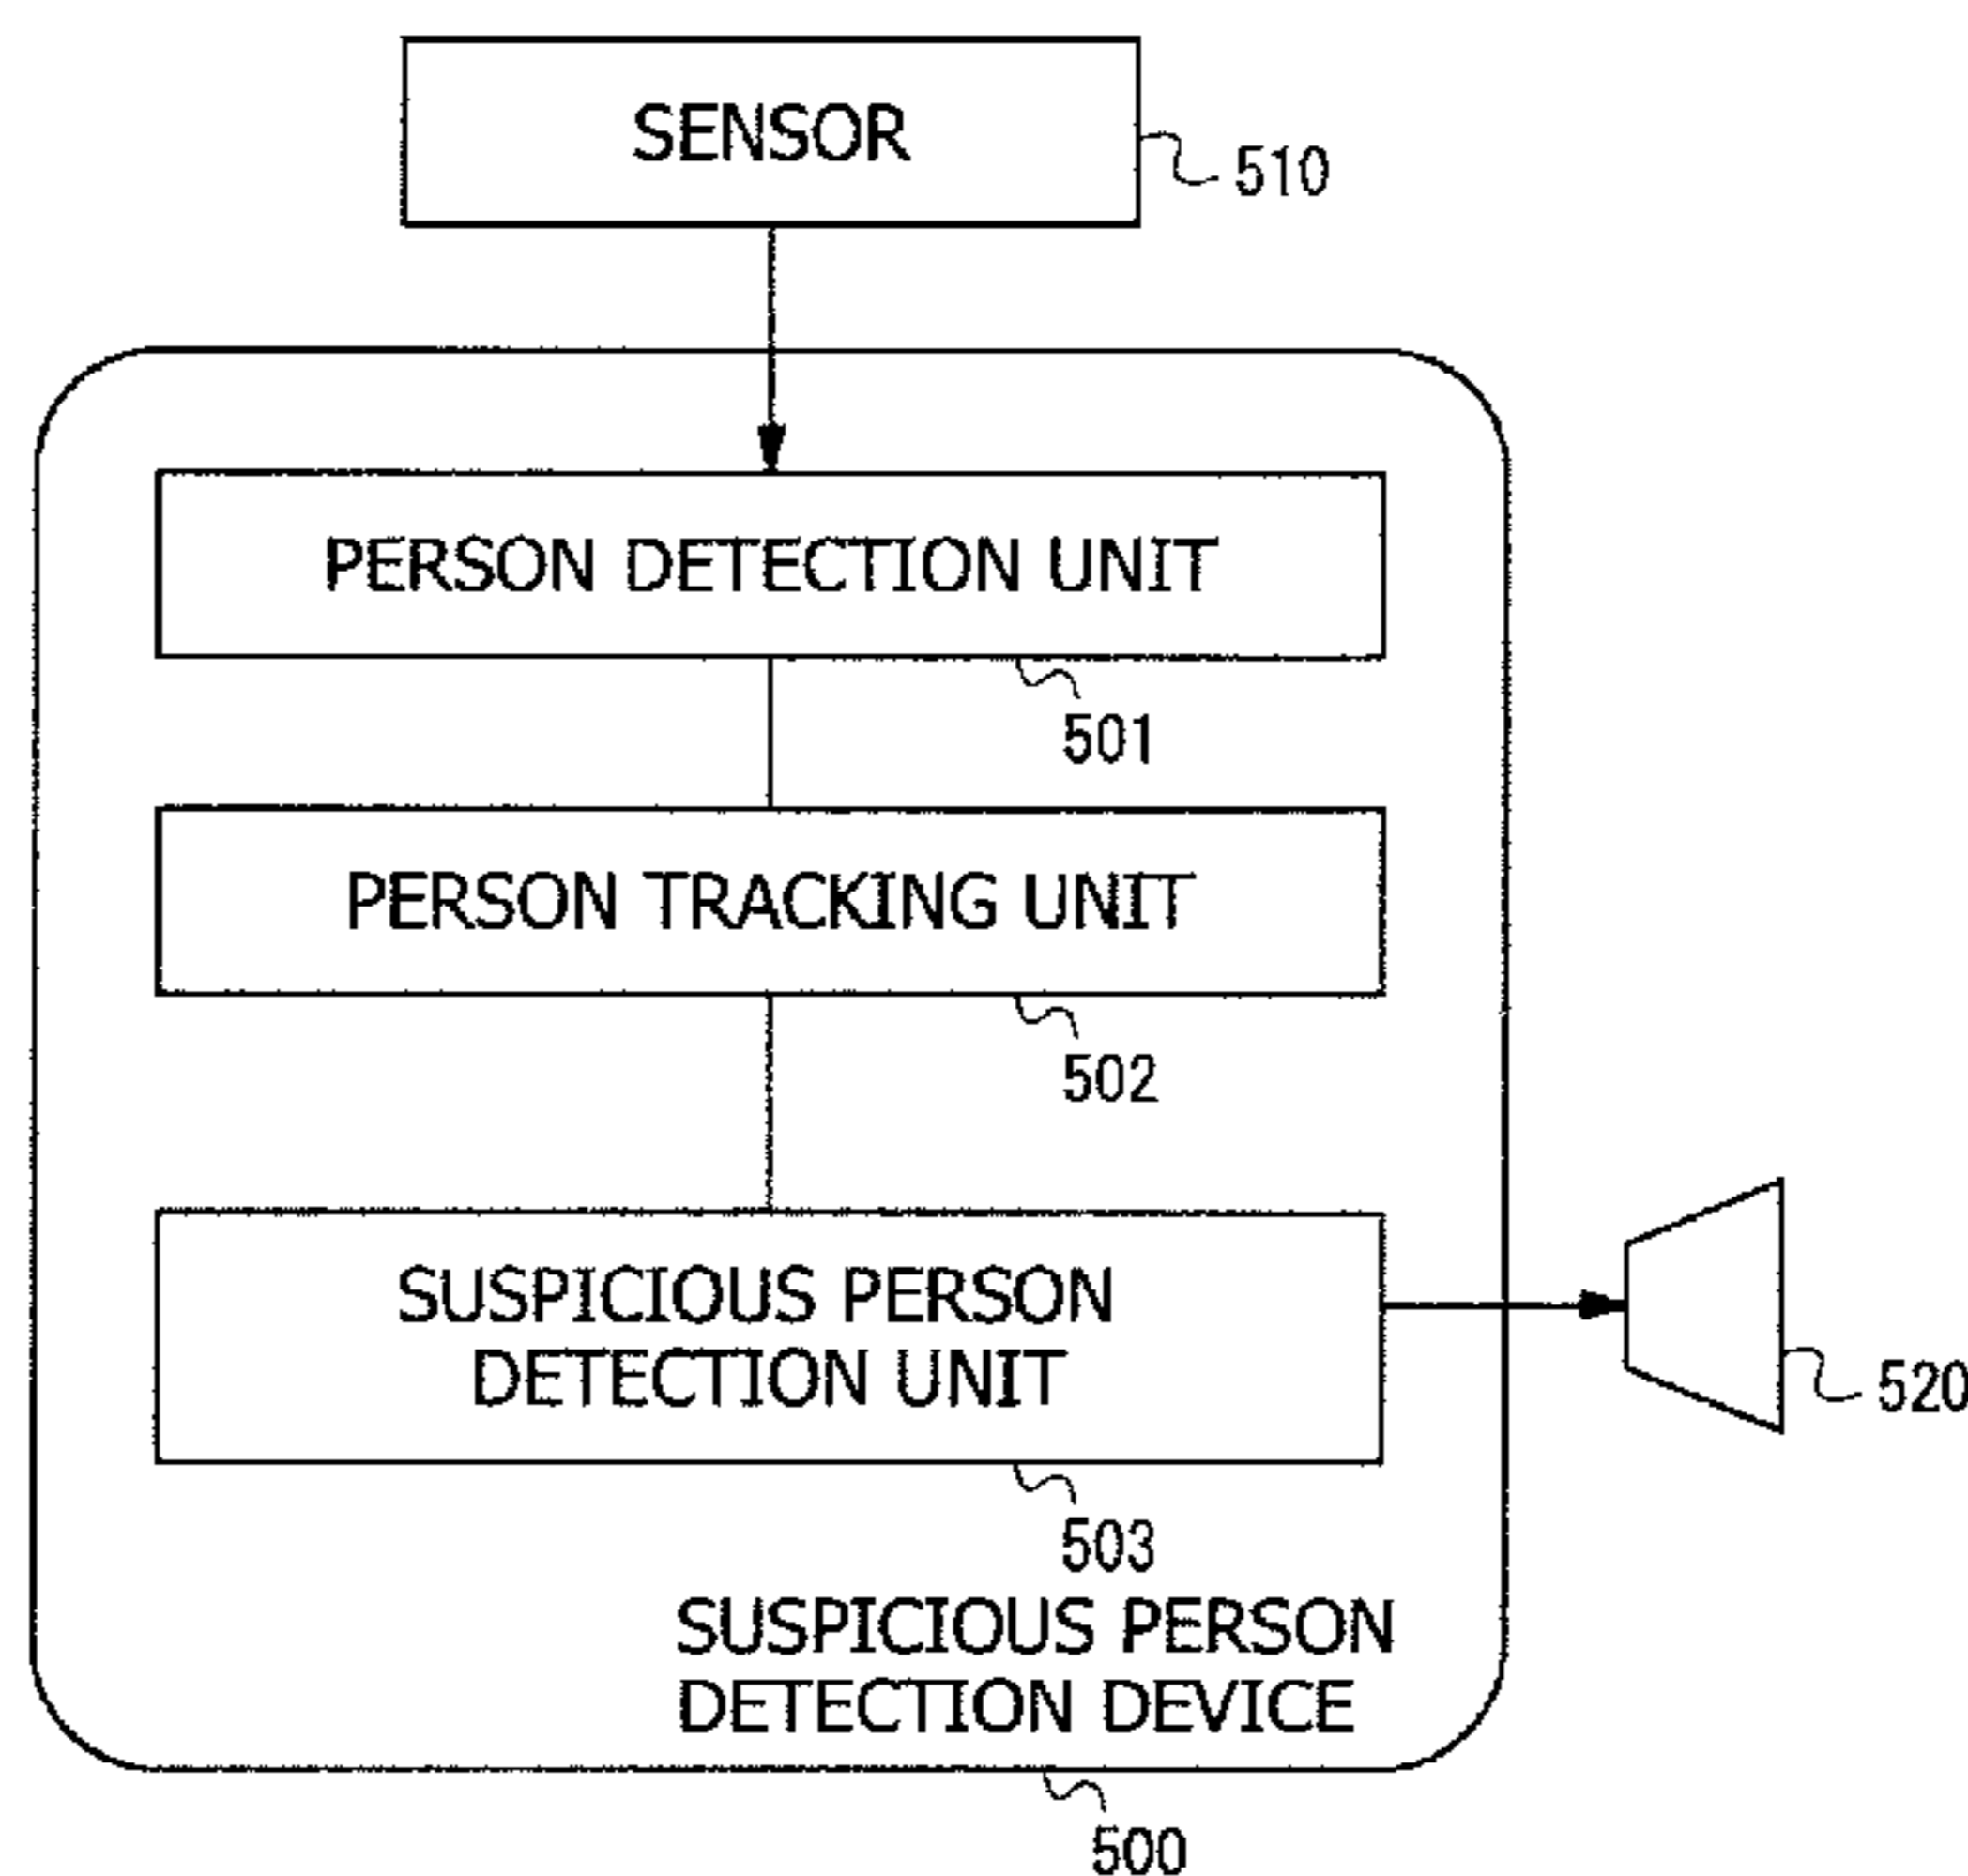 SENSOR
510
PERSON DETECTION UNIT
501
PERSON TRACKING UNIT
502
SUSPICIOUS PERSON
DETECTION UNIT
520
503
SUSPICIOUS PERSON
DETECTION DEVICE
500